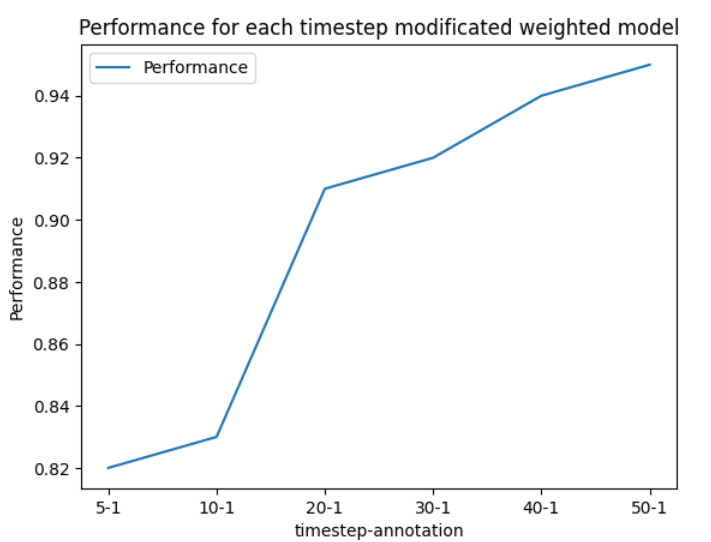 Performance for each timestep modificated weighted model
Performance
0.94
0.92
0.90
0.88
0.86
0.84
0.82
Performance
5-1 10-1 20-1 30-1 40-1 50-1
timestep-annotation